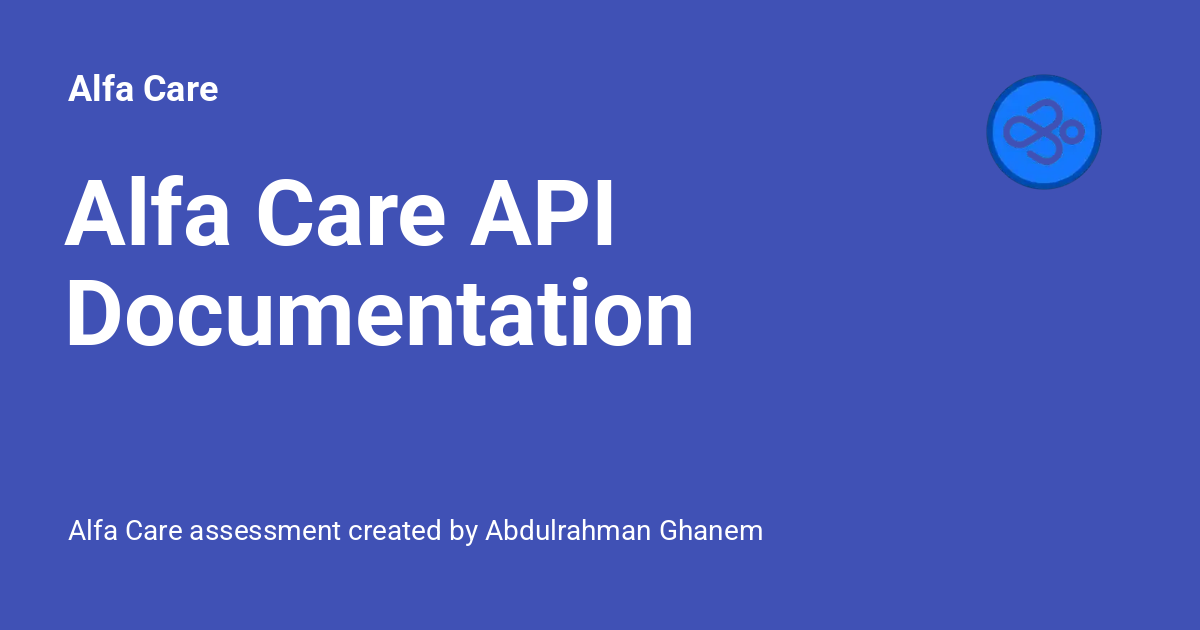 Alfa Care
Alfa Care API
Documentation
Alfa Care assessment created by Abdulrahman Ghanem